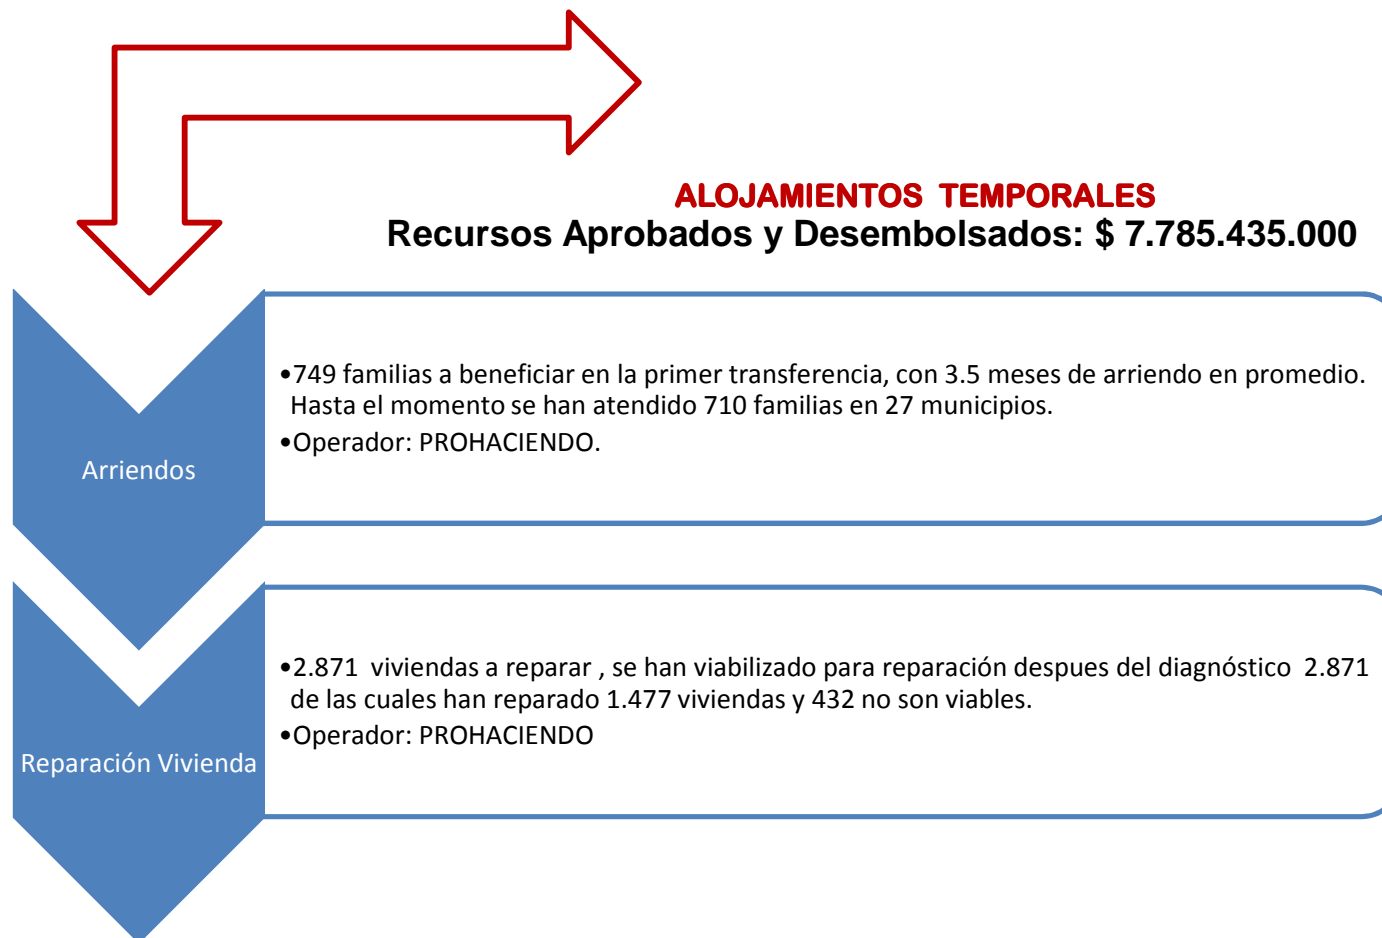 ALOJAMIENTOS TEMPORALES
Recursos Aprobados y Desembolsados: $ 7.785.435.000
Arriendos
•749 familias a beneficiar en la primer transferencia, con 3.5 meses de arriendo en promedio.
Hasta el momento se han atendido 710 familias en 27 municipios.
•Operador: PROHACIENDO.
Reparación Vivienda
•2.871 viviendas a reparar , se han viabilizado para reparación despues del diagnóstico 2.871
de las cuales han reparado 1.477 viviendas y 432 no son viables.
•Operador: PROHACIENDO